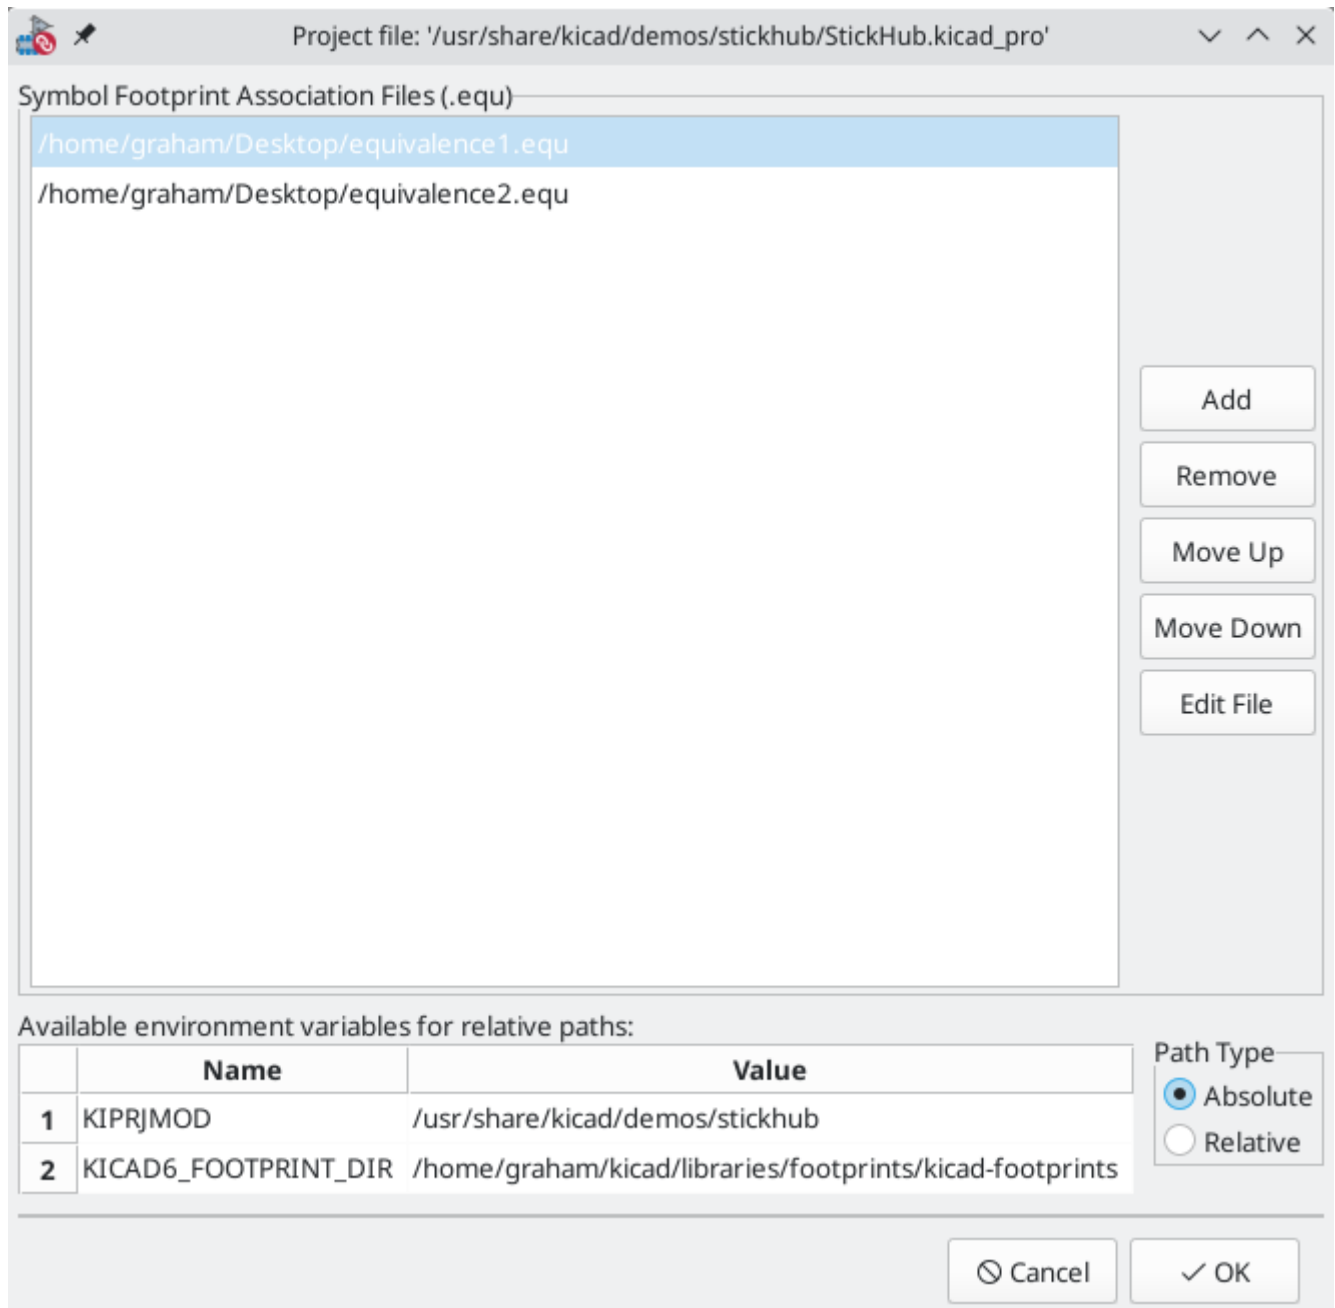 Project file: '/usr/share/kicad/demos/stickhub/StickHub.kicad_pro'
Symbol Footprint Association Files (.equ)
/home/graham/Desktop/equivalence1.equ
/home/graham/Desktop/equivalence2.equ
Add
Remove
Move Up
Move Down
Edit File
Available environment variables for relative paths:
Name Value
1 KIPRJMOD /usr/share/kicad/demos/stickhub
2 KICAD6_FOOTPRINT_DIR /home/graham/kicad/libraries/footprints/kicad-footprints
Path Type
Absolute
Relative
Cancel OK